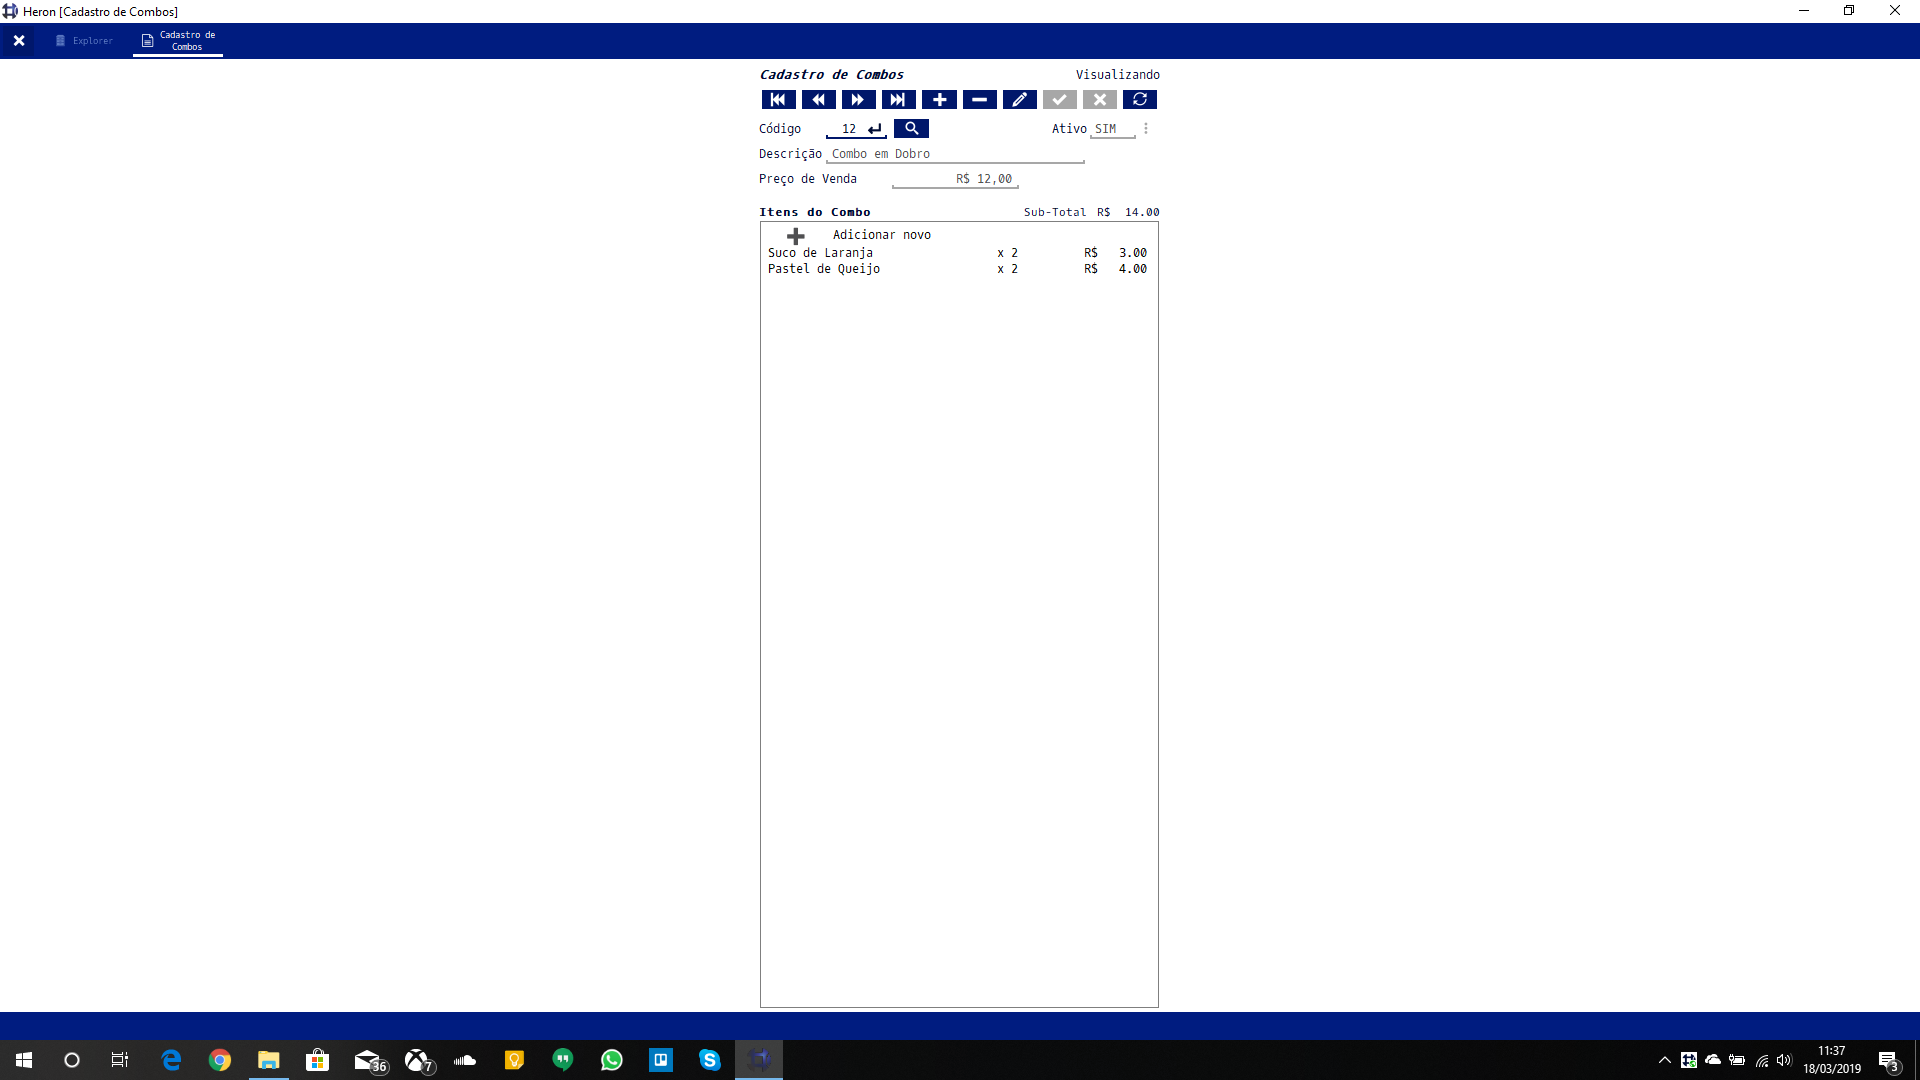 Heron [Cadastro de Combos]
Explorer
Cadastro de
Combos
Cadastro de Combos Visualizando
Código 12 Ativo SIM
Descrição Combo em Dobro
Preço de Venda R$ 12,00
Itens do Combo Sub-Total R$ 14.00
Adicionar novo
Suco de Laranja x 2 R$ 3.00
Pastel de Queijo x 2 R$ 4.00
36
7
11:37
18/03/2019
3